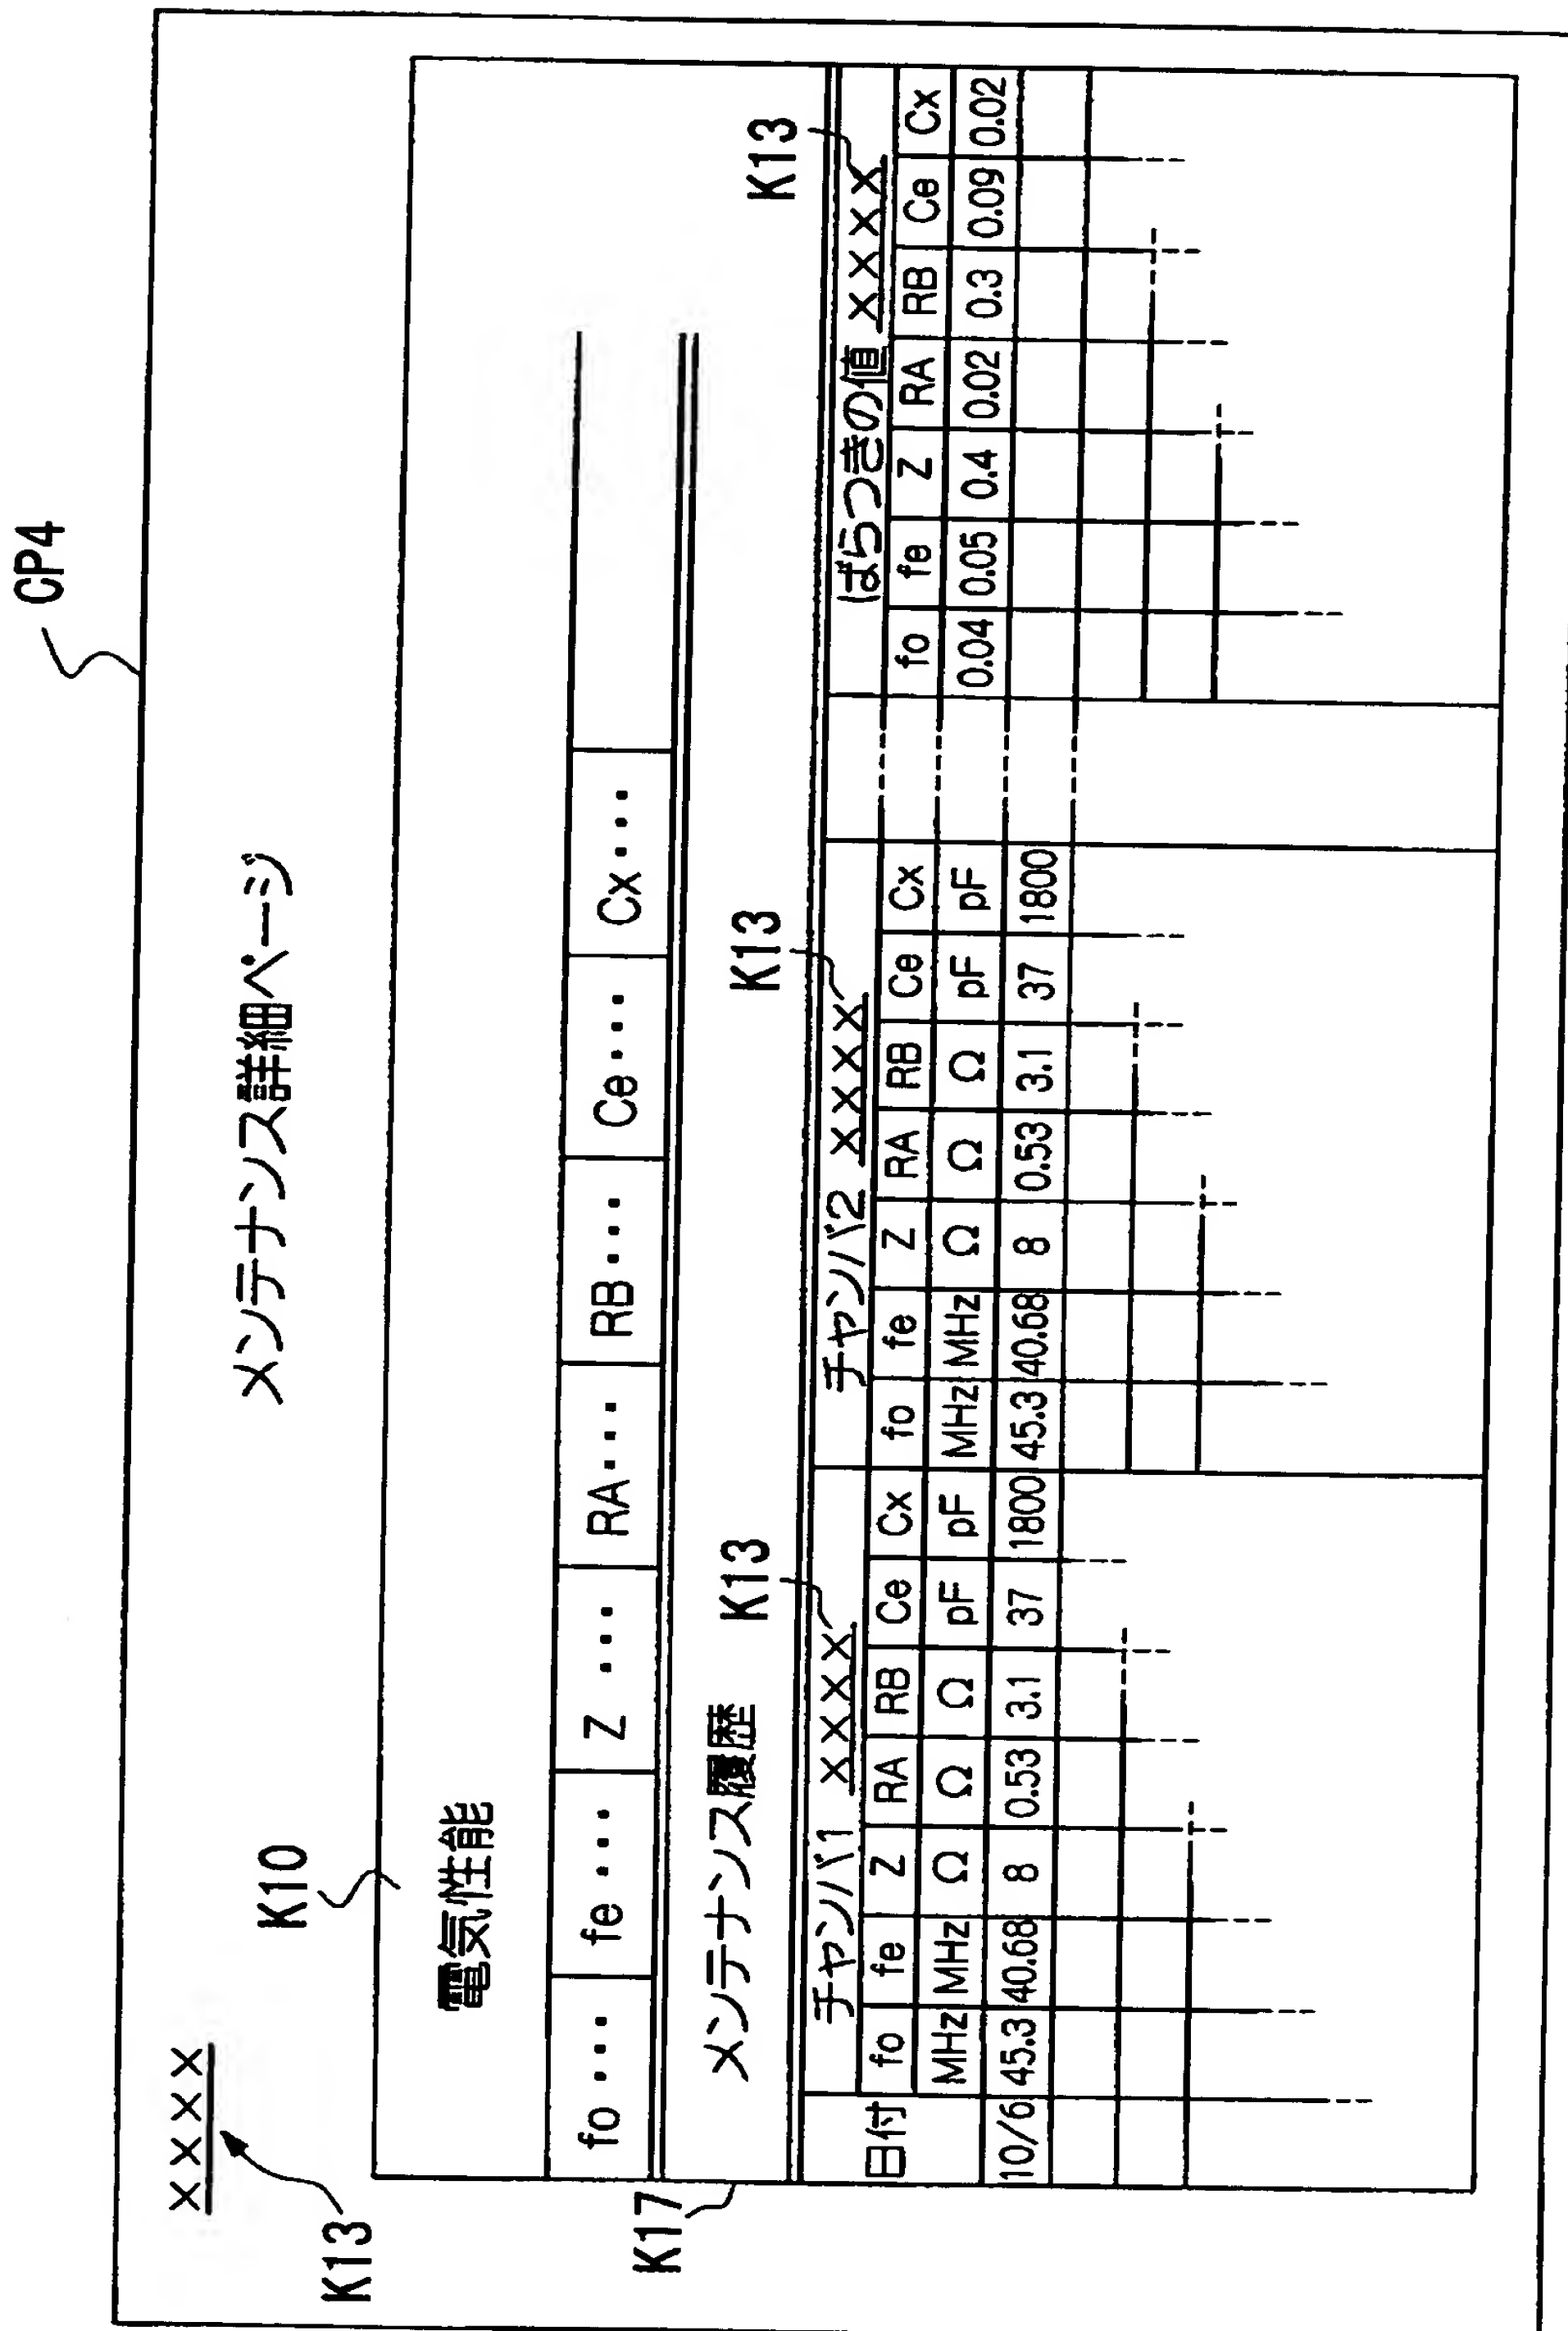 CP4
××××
K13
メンテナンス詳細ページ
K10
電気性能
fo ・・・ fe ・・・ Z ・・・ RA・・・ RB・・・ Ce・・・ Cx・・・
K17
メンテナンス履歴
K13 K13 K13
日付 チャンバ1 ×××× チャンバ2 ×××× ばらつきの値 ××××
fo fe Z RA RB Ce Cx fo fe Z RA RB Ce Cx fo fe Z RA RB Ce Cx
MHz MHz Ω Ω Ω pF pF MHz MHz Ω Ω Ω pF pF 0.04 0.05 0.4 0.02 0.3 0.09 0.02
10/6 45.3 40.68 8 0.53 3.1 37 1800 45.3 40.68 8 0.53 3.1 37 1800